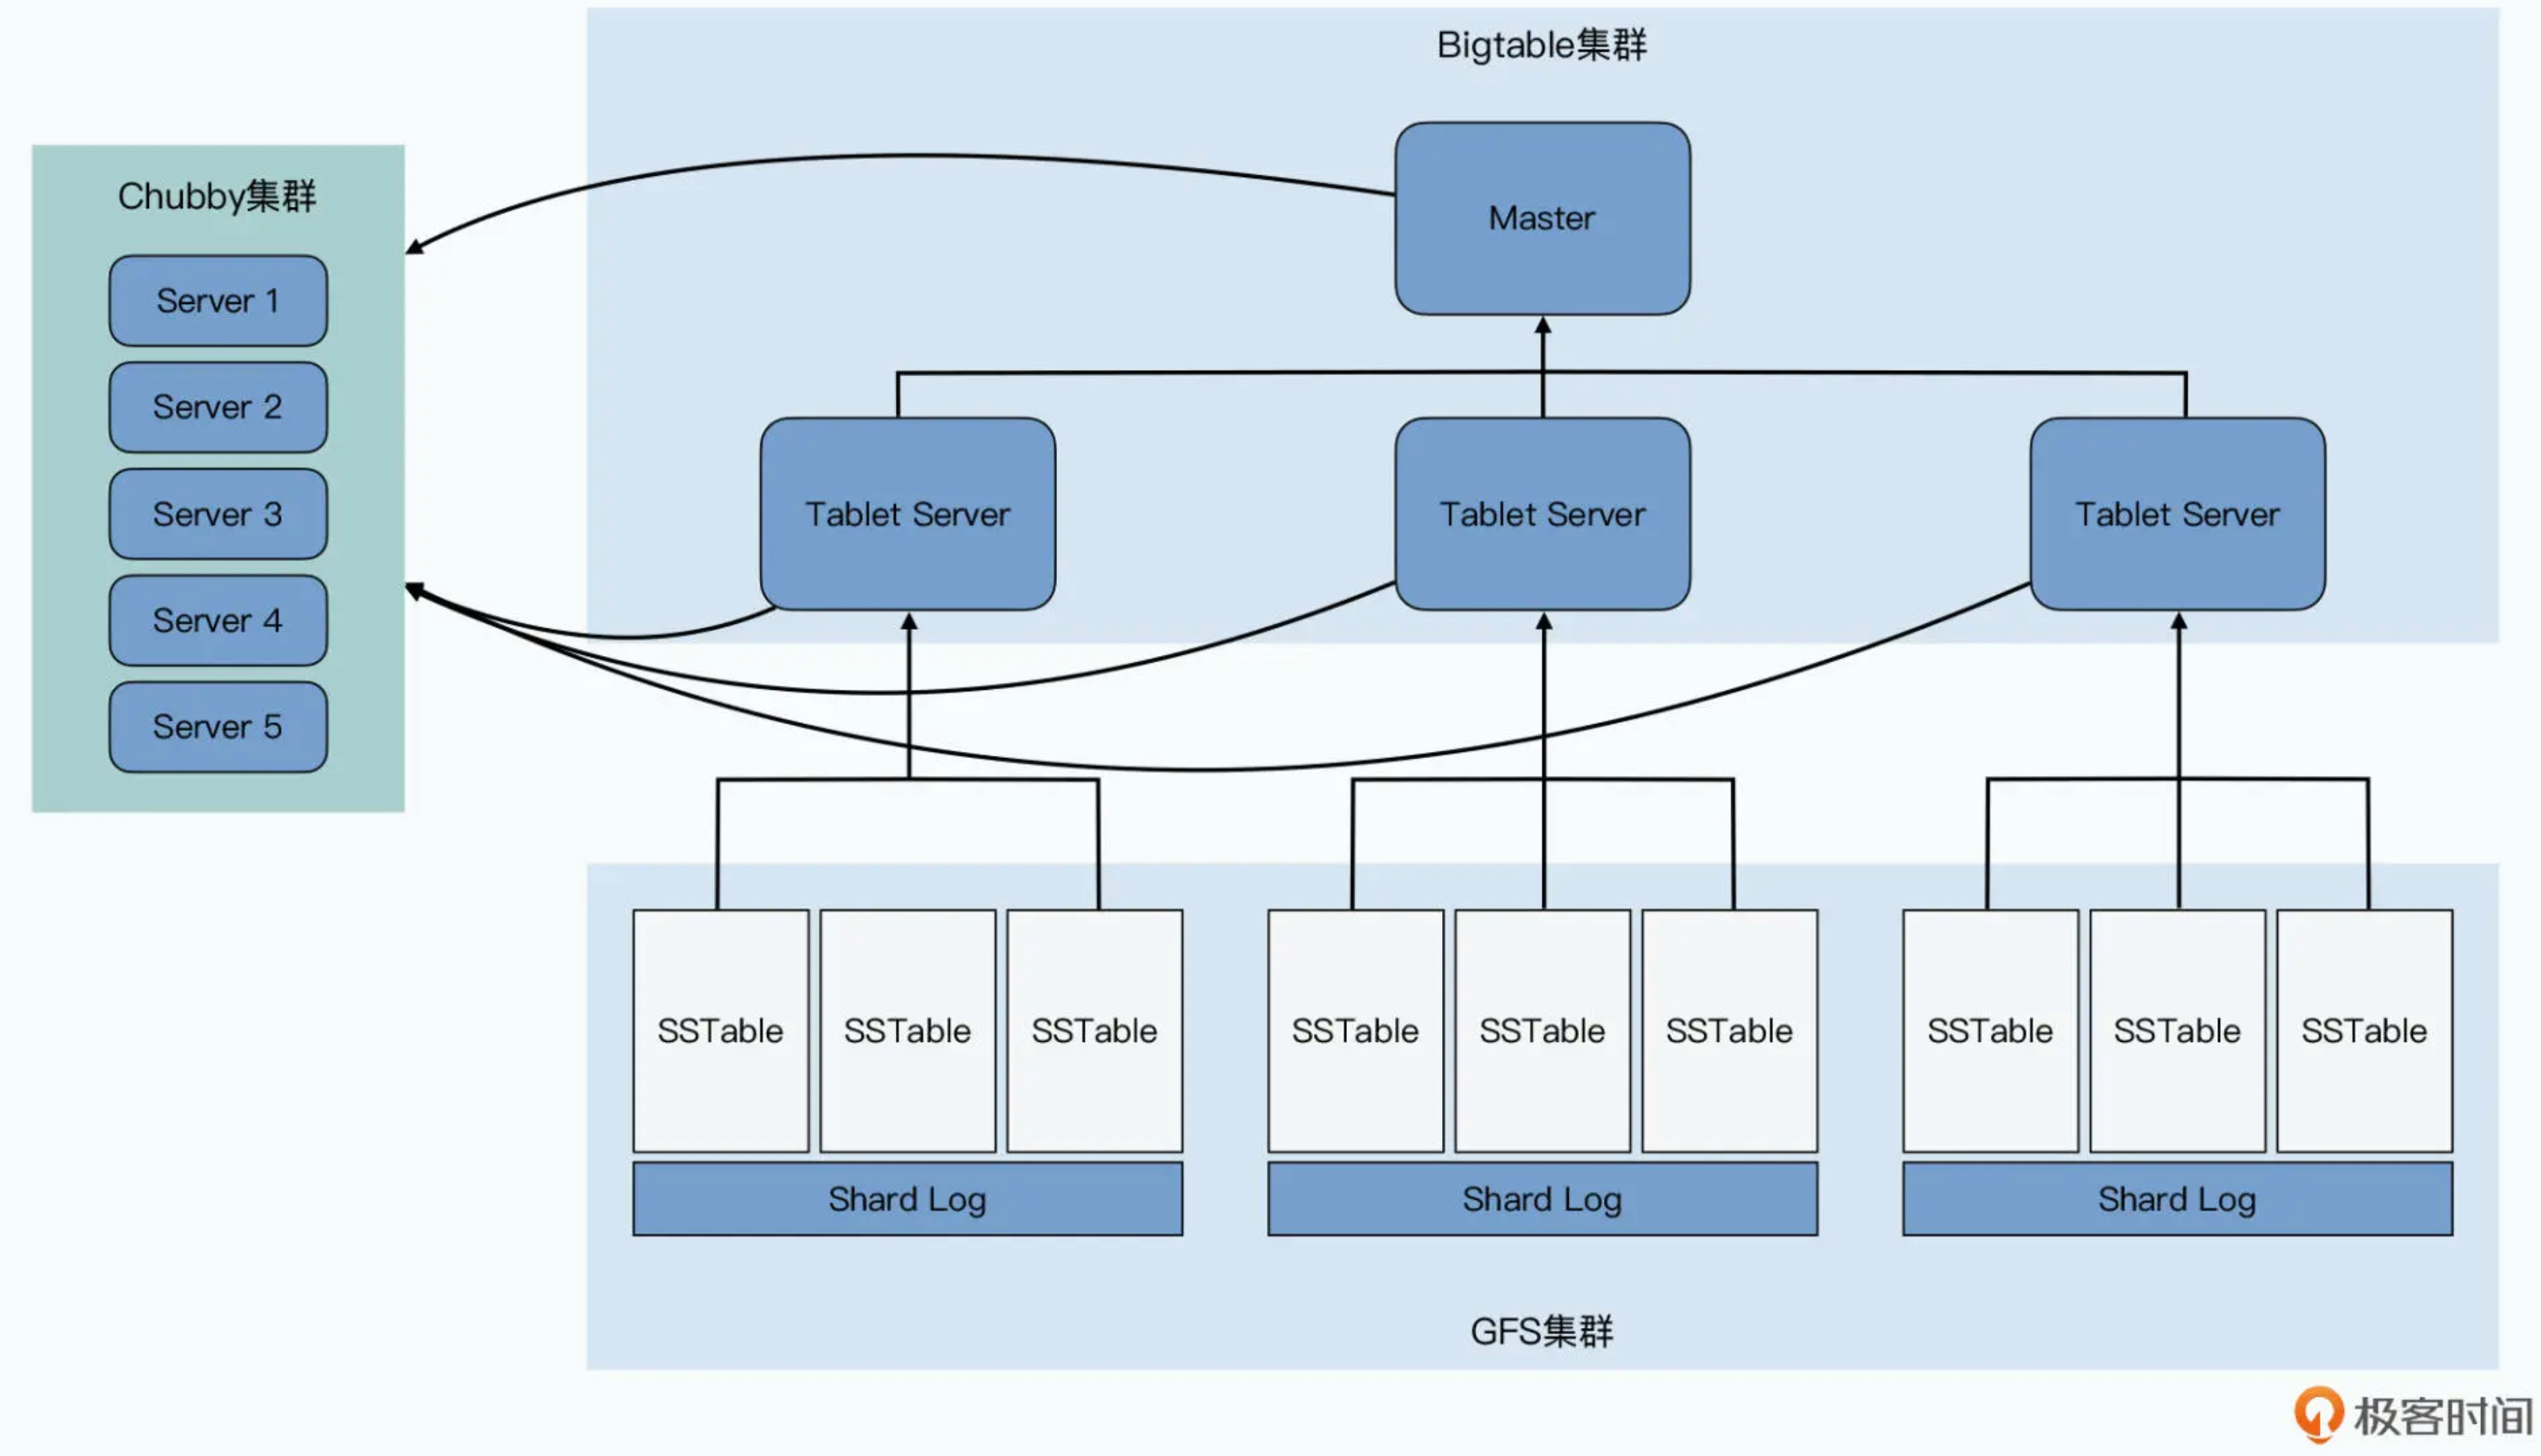 Bigtable集群
Chubby集群
Master
Server 1
Server 2
Server 3
Server 4
Server 5
Tablet Server
Tablet Server
Tablet Server
SSTable
SSTable
SSTable
SSTable
SSTable
SSTable
SSTable
SSTable
SSTable
Shard Log
Shard Log
Shard Log
GFS集群
极客时间